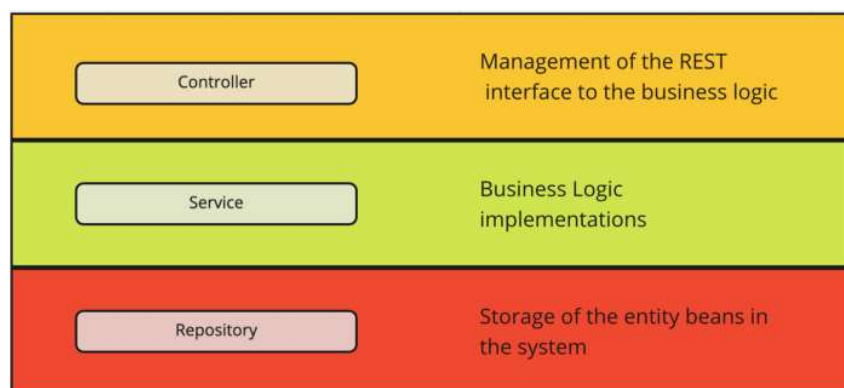 Controller
Management of the REST
interface to the business logic
Service
Business Logic
implementations
Repository
Storage of the entity beans in
the system